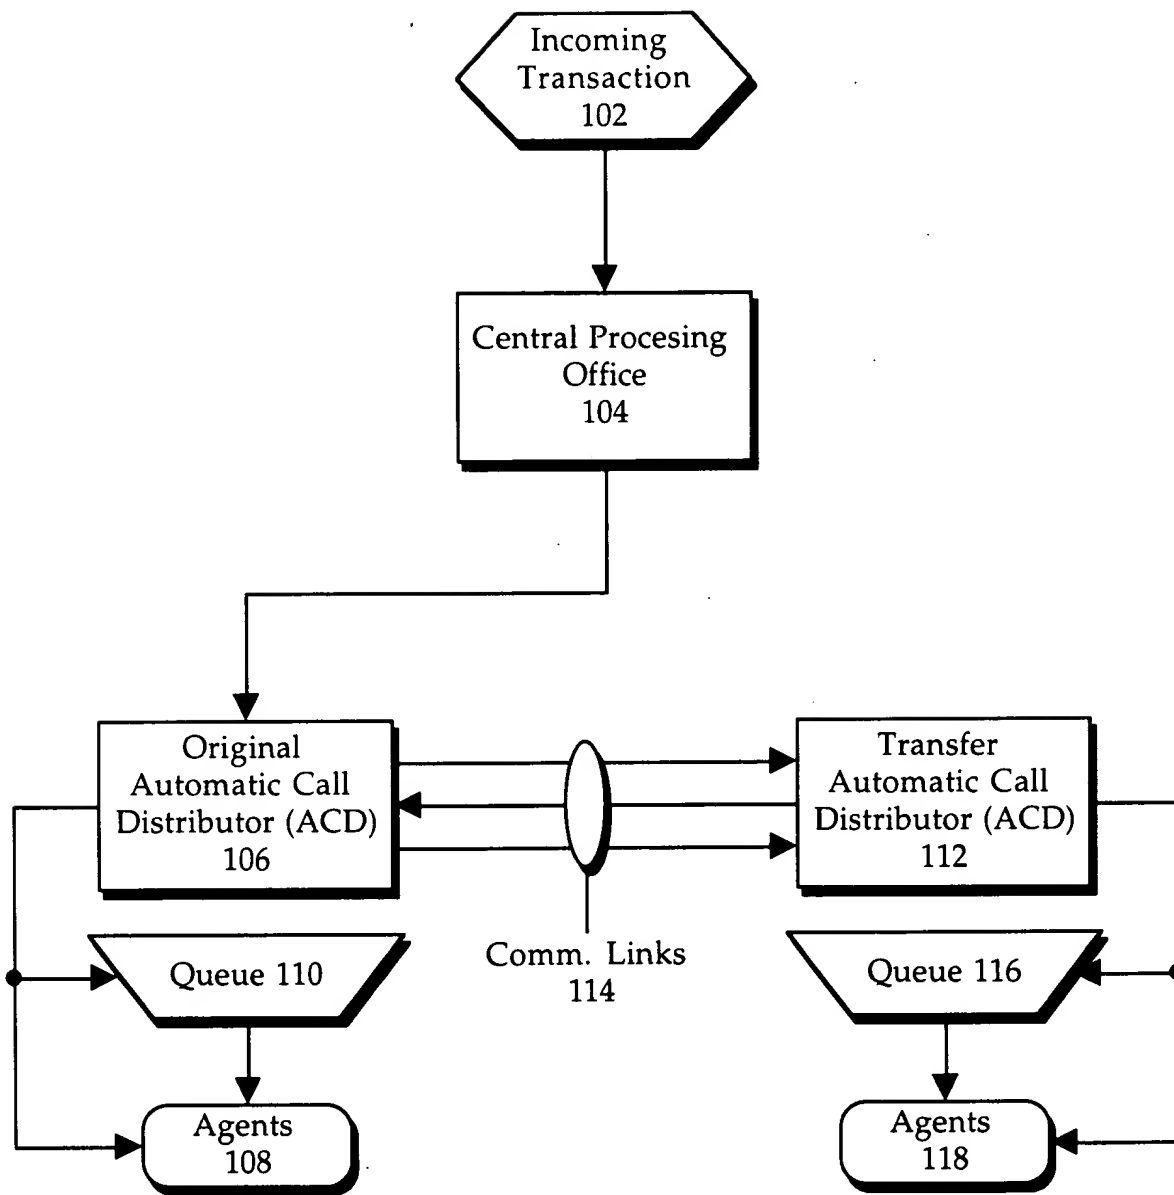 Incoming
Transaction
102
Central Procesing
Office
104
Original
Automatic Call
Distributor (ACD)
106
Transfer
Automatic Call
Distributor (ACD)
112
Comm. Links
114
Queue 110
Queue 116
Agents
108
Agents
118